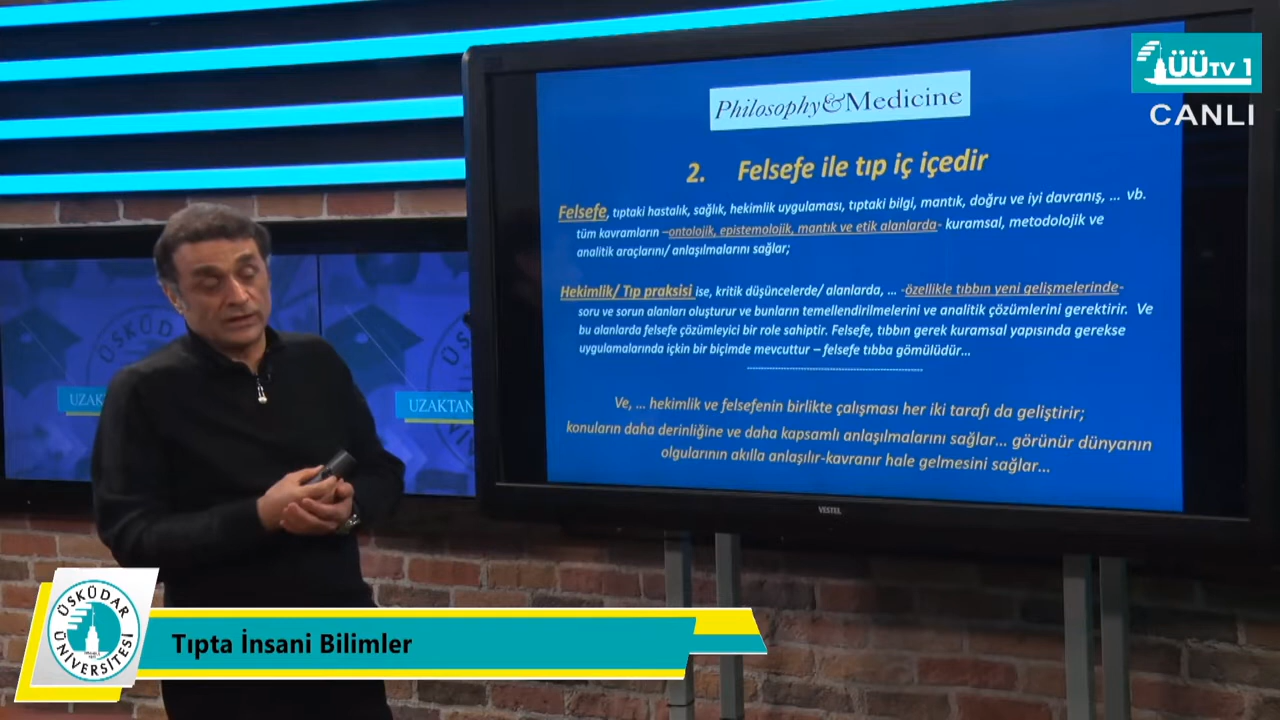 ÜÜTV 1
CANLI
Philosophy&Medicine
2. Felsefe ile tıp iç içedir
Felsefe, tıptaki hastalık, sağlık, hekimlik uygulaması, tıptaki bilgi, mantık, doğru ve iyi davranış, ... vb.
tüm kavramların –ontolojik, epistemolojik, mantık ve etik alanlarda- kuramsal, metodolojik ve
analitik araçlarını/ anlaşılmalarını sağlar;
Hekimlik/ Tıp praksisi ise, kritik düşüncelerde/ alanlarda, ... -özellikle tıbbın yeni gelişmelerinde-
soru ve sorun alanları oluşturur ve bunların temellendirilmelerini ve analitik çözümlerini gerektirir. Ve
bu alanlarda felsefe çözümleyici bir role sahiptir. Felsefe, tıbbın gerek kuramsal yapısında gerekse
uygulamalarında içkin bir biçimde mevcuttur – felsefe tıbba gömülüdür...
Ve, ... hekimlik ve felsefenin birlikte çalışması her iki tarafı da geliştirir;
konuların daha derinliğine ve daha kapsamlı anlaşılmalarını sağlar... görünür dünyanın
olgularının akılla anlaşılır-kavranır hale gelmesini sağlar...
VESTEL
UZAKTAN
ÜSKÜDAR
ÜNİVERSİTESİ
Tıpta İnsani Bilimler